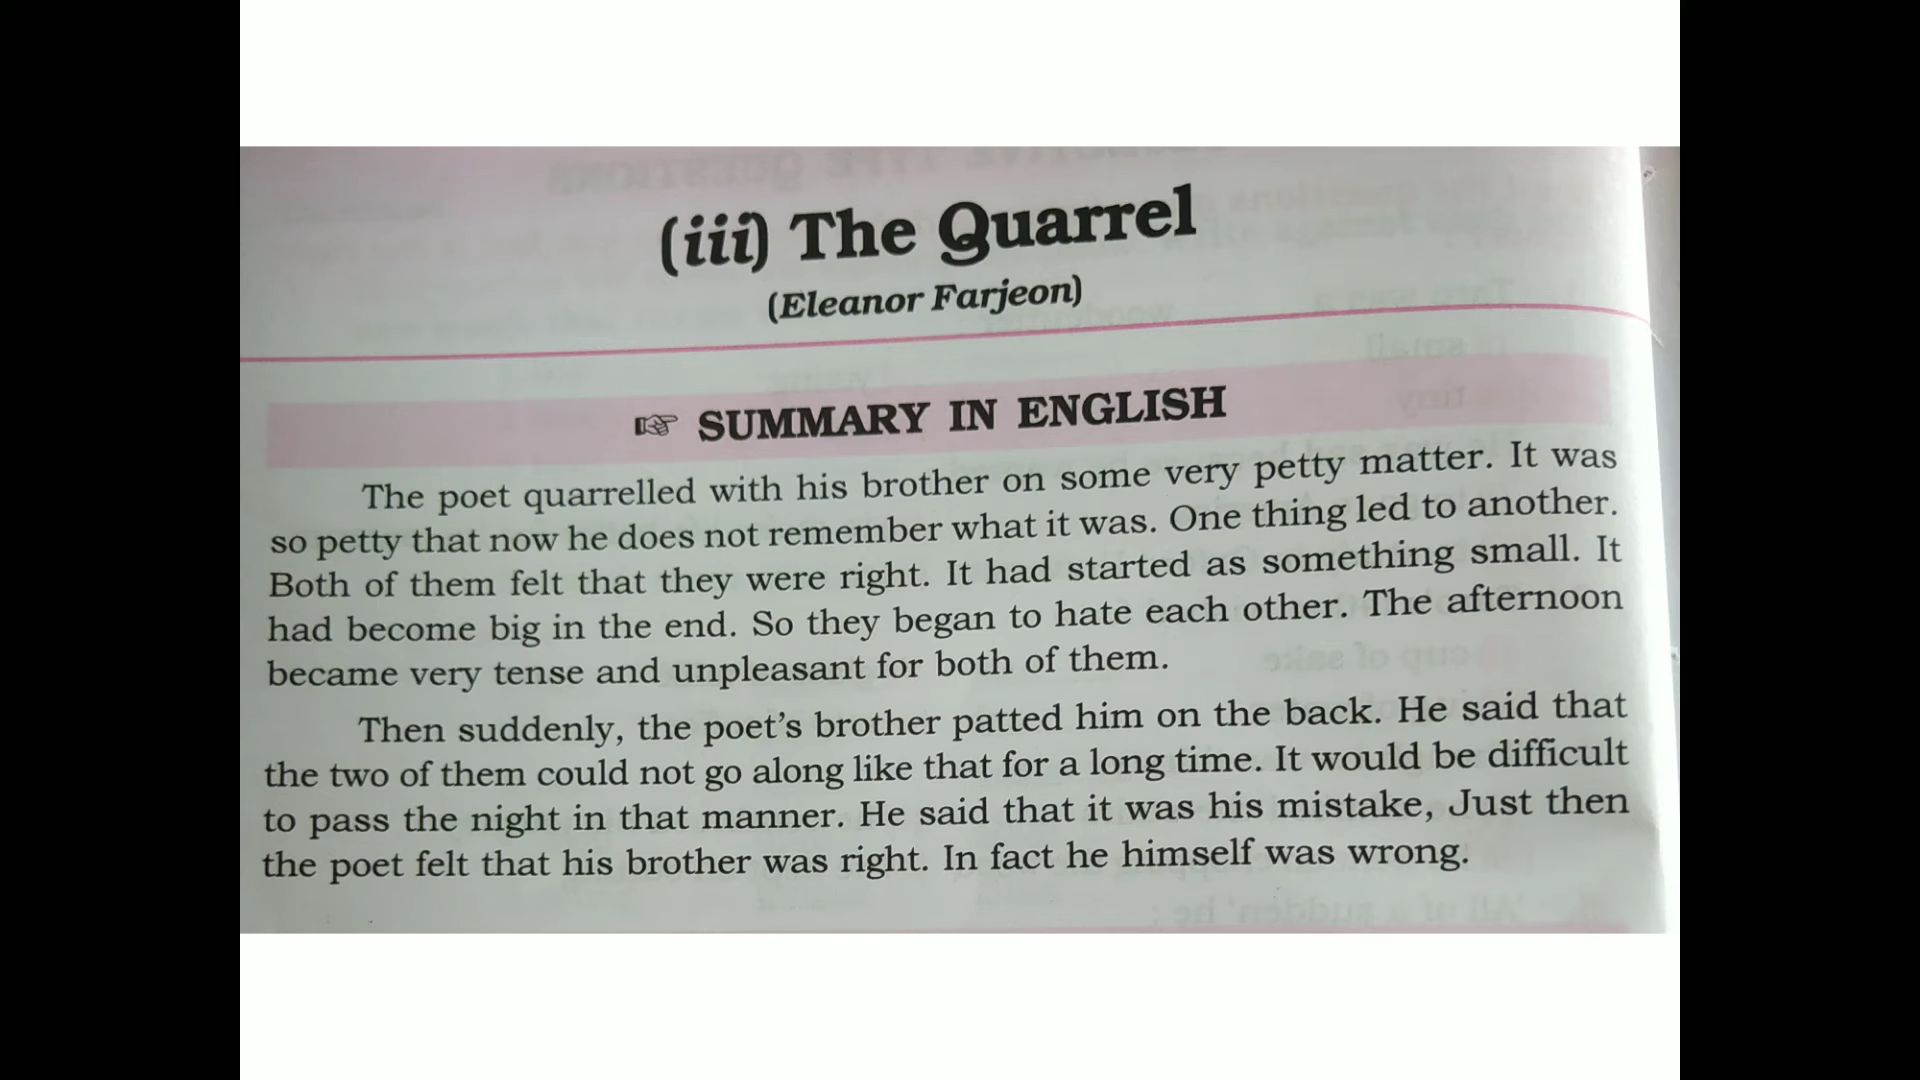 (iii) The Quarrel
(Eleanor Farjeon)
☞ SUMMARY IN ENGLISH
The poet quarrelled with his brother on some very petty matter. It was
so petty that now he does not remember what it was. One thing led to another.
Both of them felt that they were right. It had started as something small. It
had become big in the end. So they began to hate each other. The afternoon
became very tense and unpleasant for both of them.
Then suddenly, the poet's brother patted him on the back. He said that
the two of them could not go along like that for a long time. It would be difficult
to pass the night in that manner. He said that it was his mistake, Just then
the poet felt that his brother was right. In fact he himself was wrong.